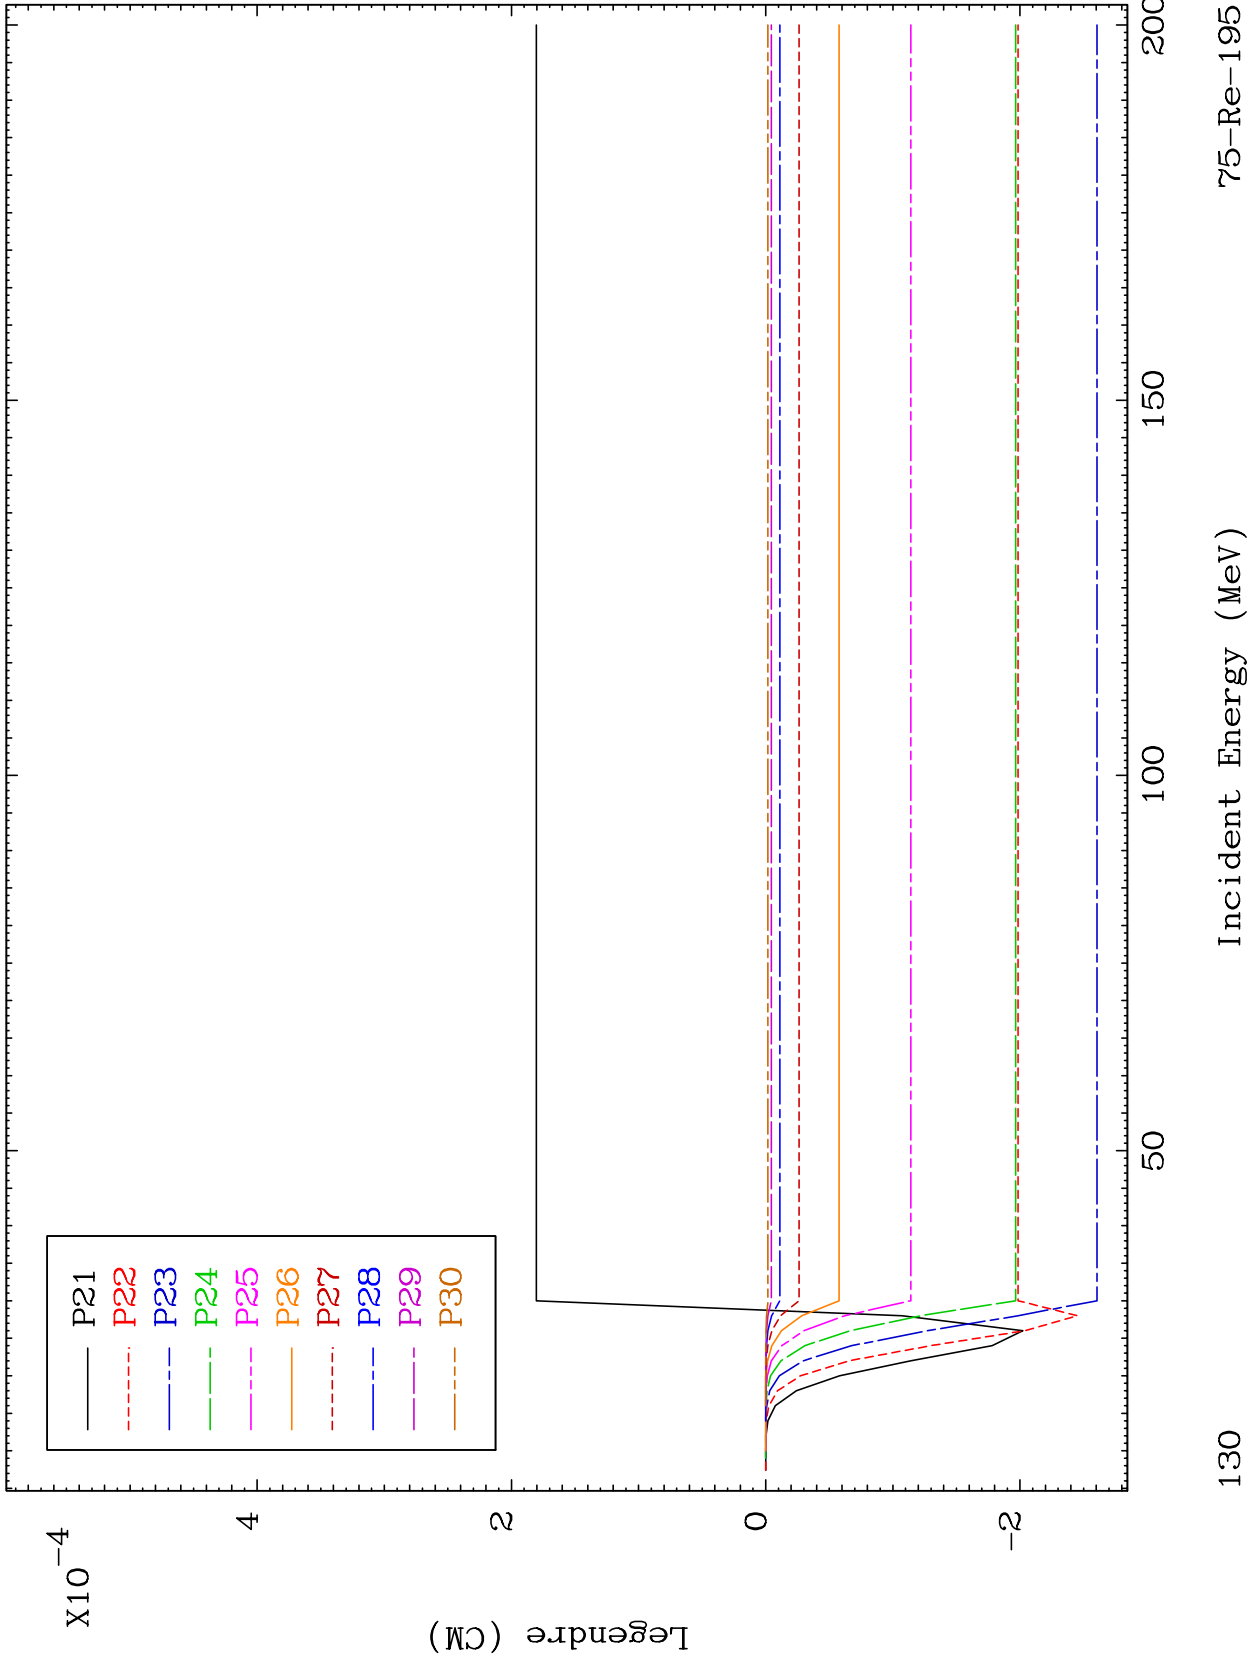 X10-4
Legendre (CM)
4
2
0
-2
P21
P22
P23
P24
P25
P26
P27
P28
P29
P30
50
100
150
200
Incident Energy (MeV)
130
75-Re-195